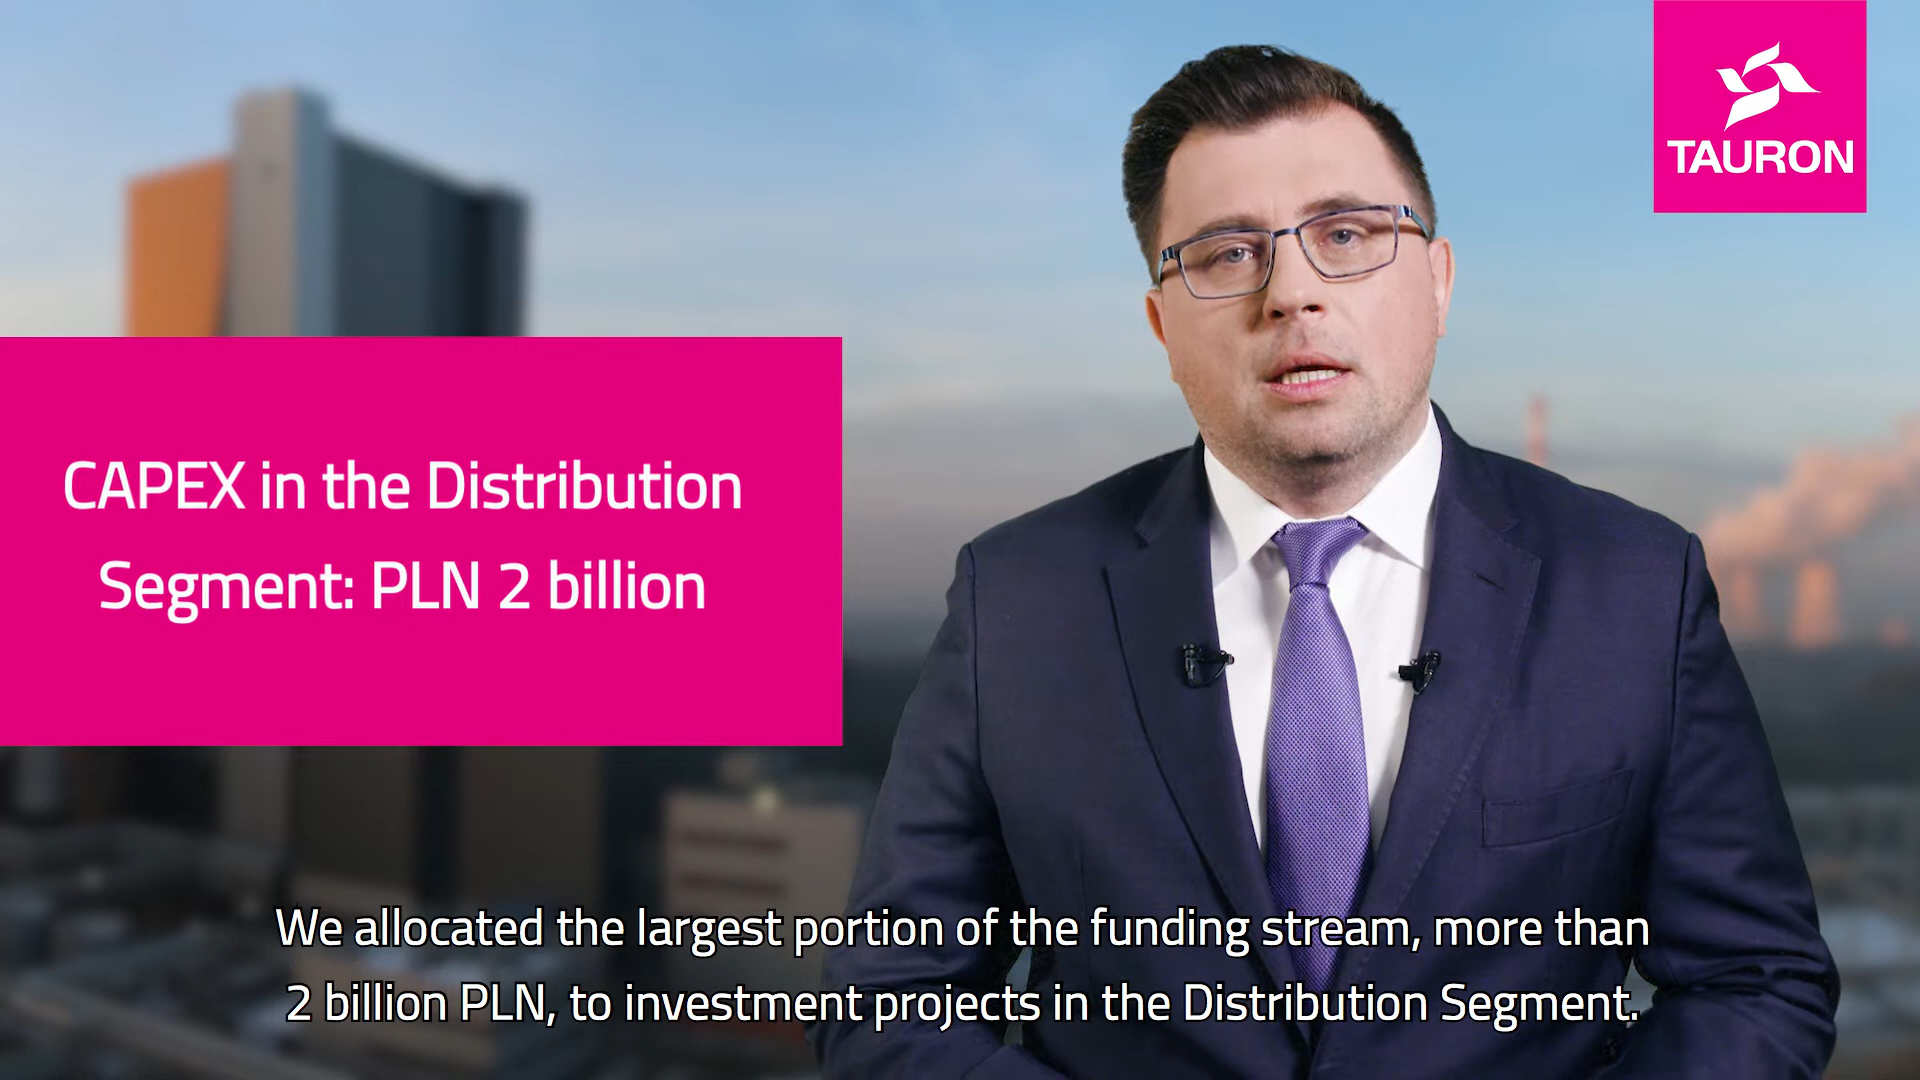 TAURON
CAPEX in the Distribution
Segment: PLN 2 billion
We allocated the largest portion of the funding stream, more than
2 billion PLN, to investment projects in the Distribution Segment.